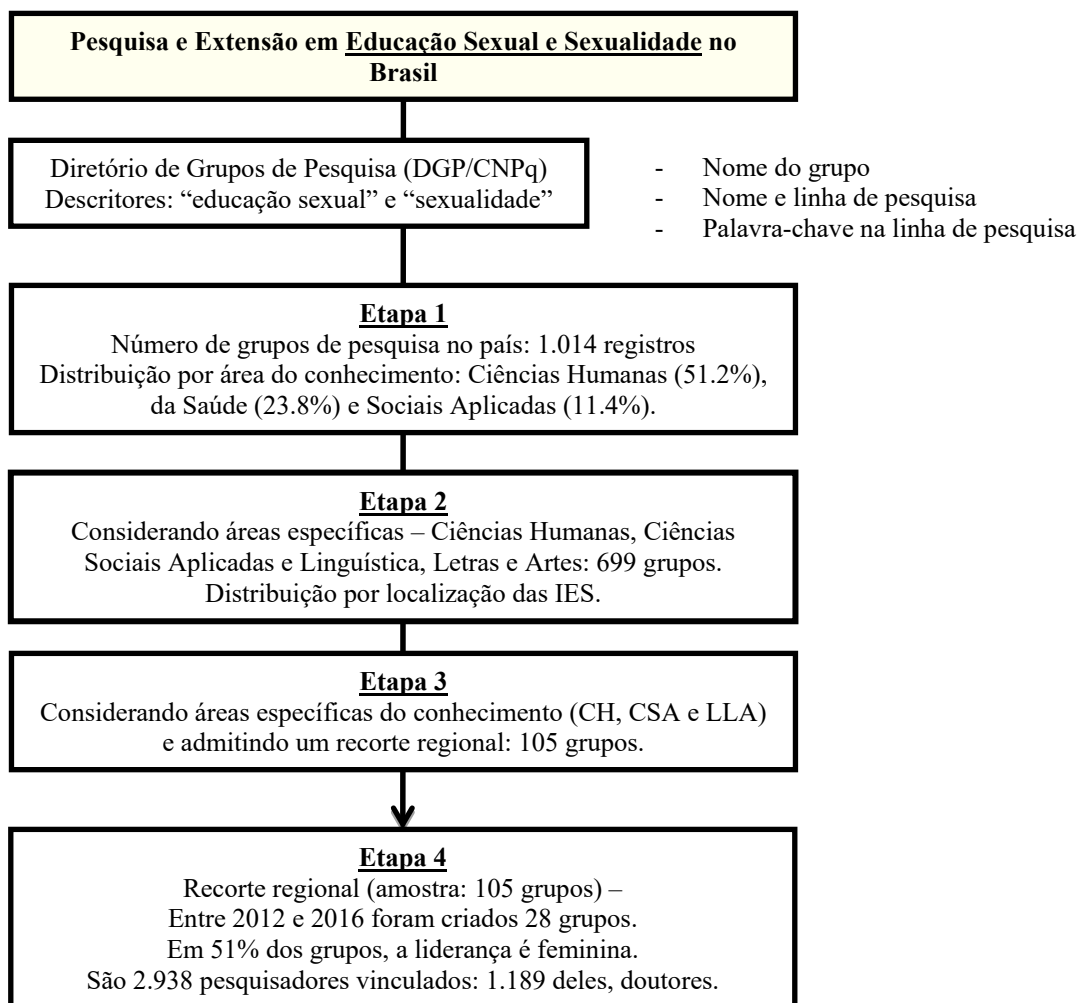 Pesquisa e Extensão em Educação Sexual e Sexualidade no
Brasil
Diretório de Grupos de Pesquisa (DGP/CNPq)
Descritores: “educação sexual” e “sexualidade”
- Nome do grupo
- Nome e linha de pesquisa
- Palavra-chave na linha de pesquisa
Etapa 1
Número de grupos de pesquisa no país: 1.014 registros
Distribuição por área do conhecimento: Ciências Humanas (51.2%),
da Saúde (23.8%) e Sociais Aplicadas (11.4%).
Etapa 2
Considerando áreas específicas – Ciências Humanas, Ciências
Sociais Aplicadas e Linguística, Letras e Artes: 699 grupos.
Distribuição por localização das IES.
Etapa 3
Considerando áreas específicas do conhecimento (CH, CSA e LLA)
e admitindo um recorte regional: 105 grupos.
Etapa 4
Recorte regional (amostra: 105 grupos) –
Entre 2012 e 2016 foram criados 28 grupos.
Em 51% dos grupos, a liderança é feminina.
São 2.938 pesquisadores vinculados: 1.189 deles, doutores.